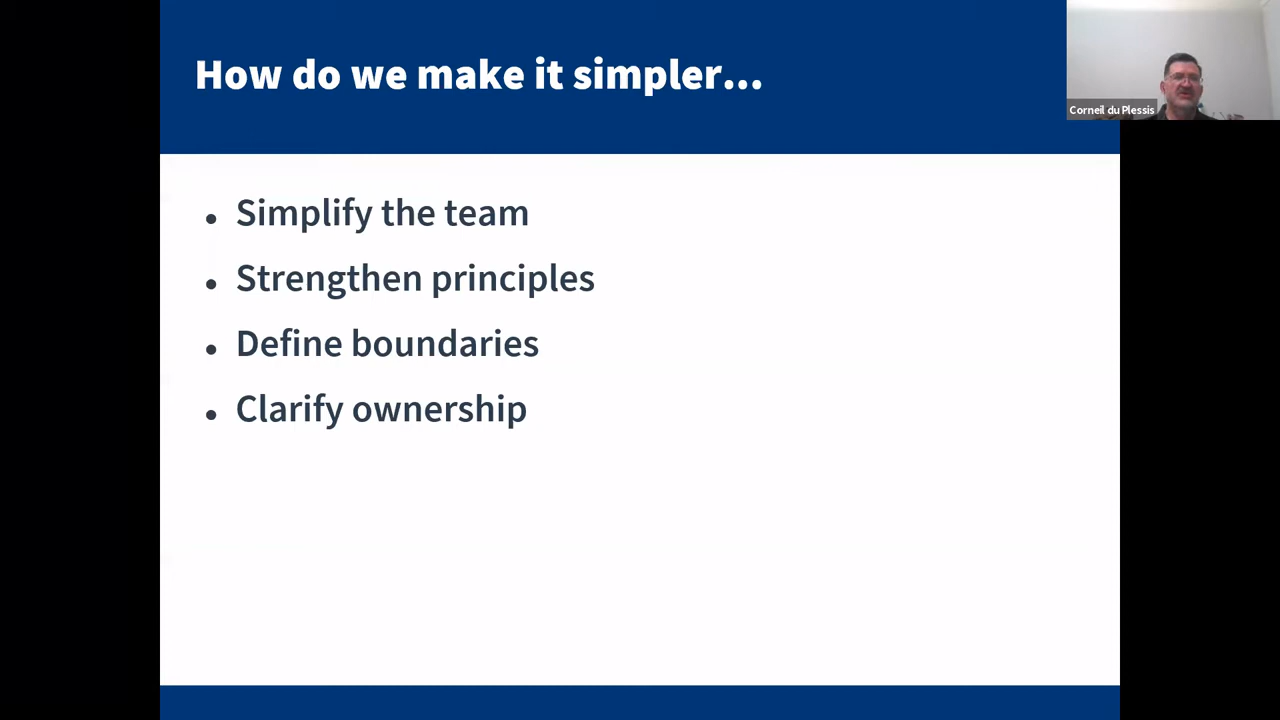 How do we make it simpler...
Corneil du Plessis
• Simplify the team
• Strengthen principles
• Define boundaries
• Clarify ownership